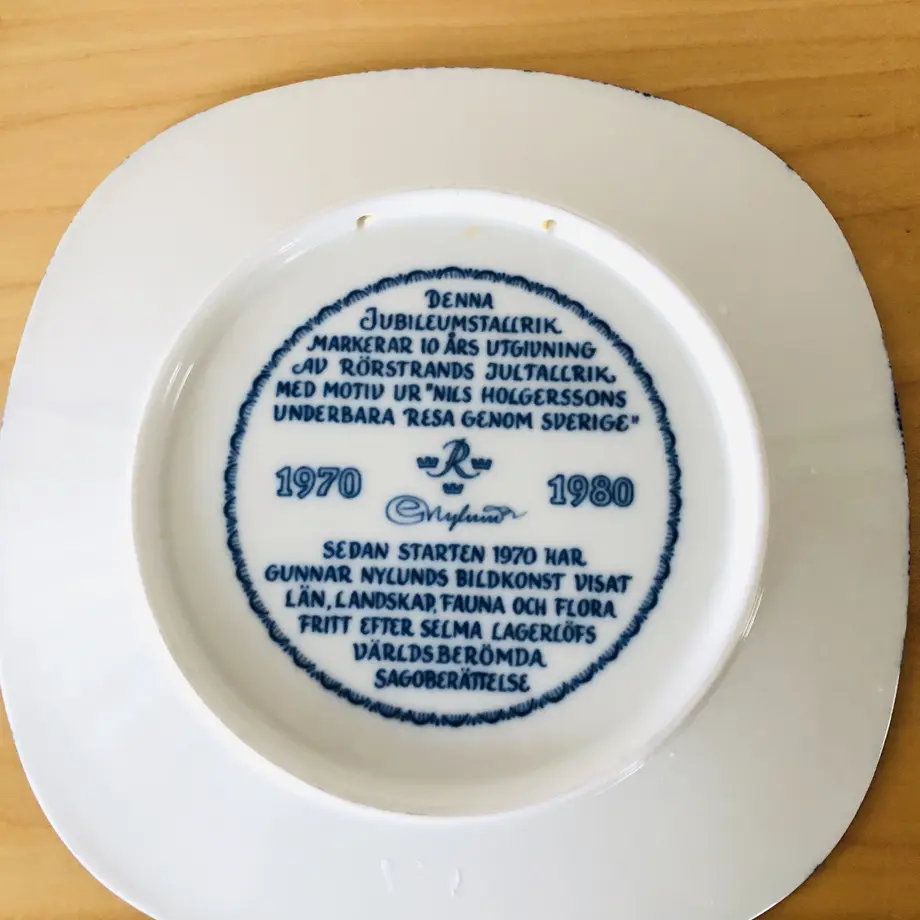 DENNA
JUBILEUMSTALLRIK
MARKERAR 10 ÅRS UTGIVNING
AV RÖRSTRANDS JULTALLRIK
MED MOTIV UR "NILS HOLGERSSONS
UNDERBARA RESA GENOM SVERIGE"
R
1970 1980
GNylund
SEDAN STARTEN 1970 HAR
GUNNAR NYLUNDS BILDKONST VISAT
LÄN, LANDSKAP, FAUNA OCH FLORA
FRITT EFTER SELMA LAGERLÖFS
VÄRLDSBERÖMDA
SAGOBERÄTTELSE